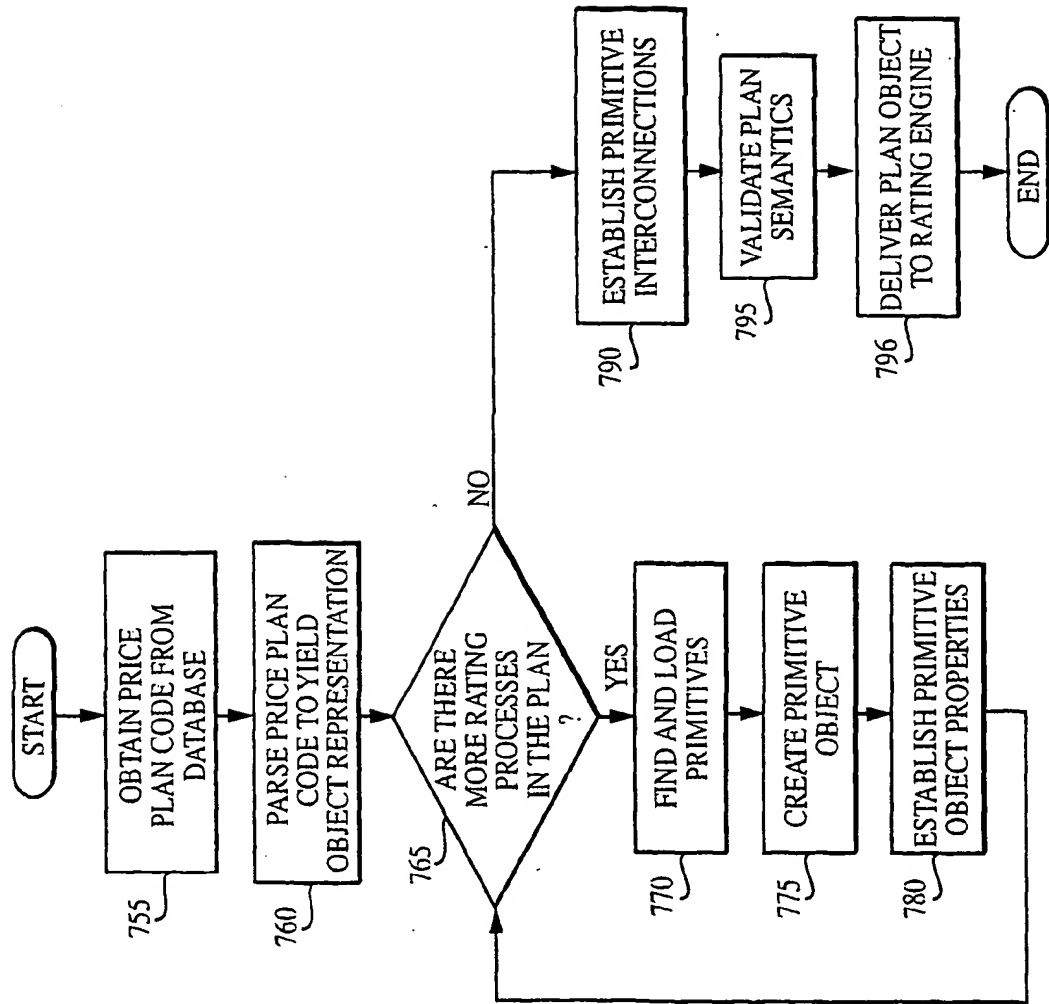 START
OBTAIN PRICE
PLAN CODE FROM
DATABASE
755
PARSE PRICE PLAN
CODE TO YIELD
OBJECT REPRESENTATION
760
ARE THERE
MORE RATING
PROCESSES
IN THE PLAN
?
765
YES
NO
FIND AND LOAD
PRIMITIVES
770
CREATE PRIMITIVE
OBJECT
775
ESTABLISH PRIMITIVE
OBJECT PROPERTIES
780
ESTABLISH PRIMITIVE
INTERCONNECTIONS
790
VALIDATE PLAN
SEMANTICS
795
DELIVER PLAN OBJECT
TO RATING ENGINE
796
END